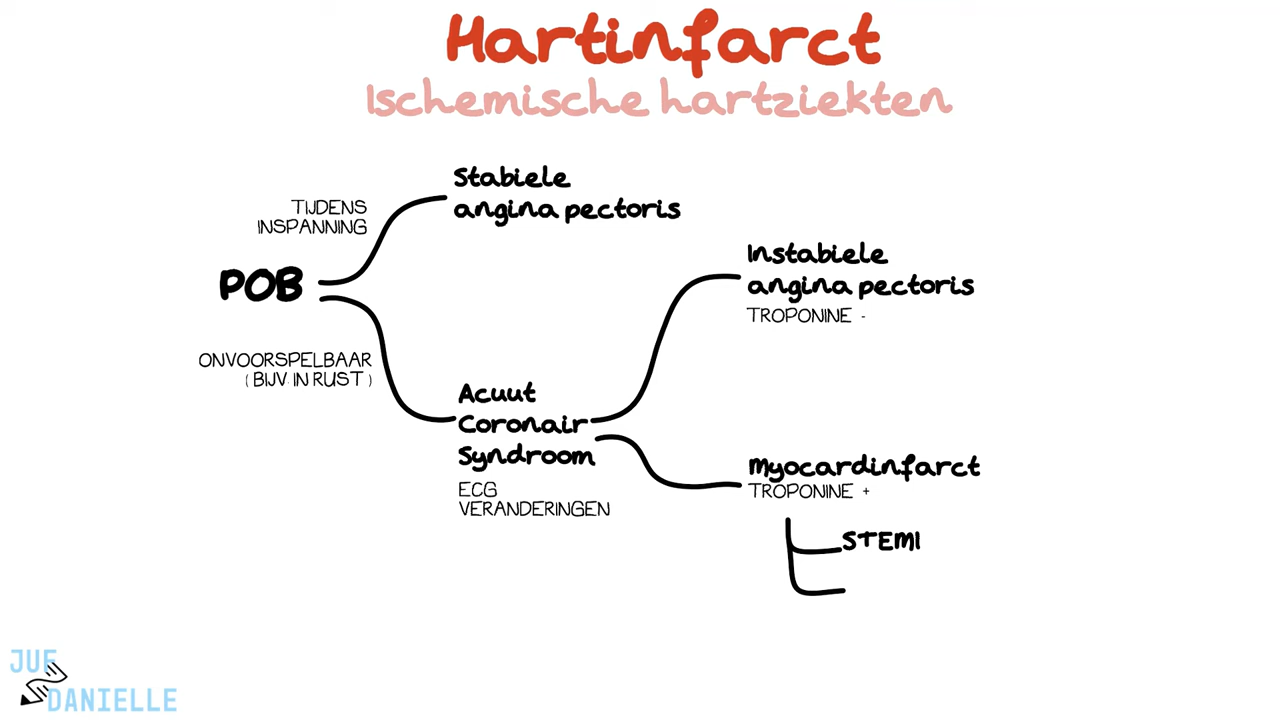 Hartinfarct
Ischemische hartziekten
Stabiele
angina pectoris
TIJDENS
INSPANNING
POB
Instabiele
angina pectoris
TROPONINE -
ONVOORSPELBAAR
(BIJV. IN RUST)
Acuut
Coronair
Syndroom
ECG
VERANDERINGEN
Myocardinfarct
TROPONINE +
STEMI
JUF
DANIELLE